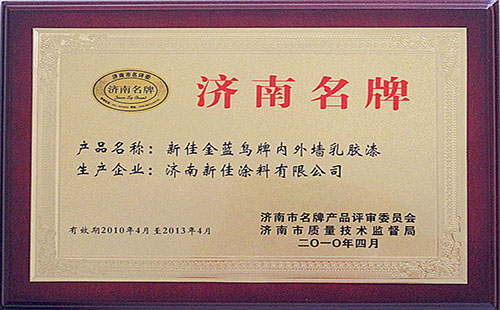 济南市名评委
济南名牌
济南名牌
产品名称：新佳金蓝鸟牌内外墙乳胶漆
生产企业：济南新佳涂料有限公司
济南市名牌产品评审委员会
济南市质量技术监督局
有效期2010年4月至2013年4月
二〇一〇年四月